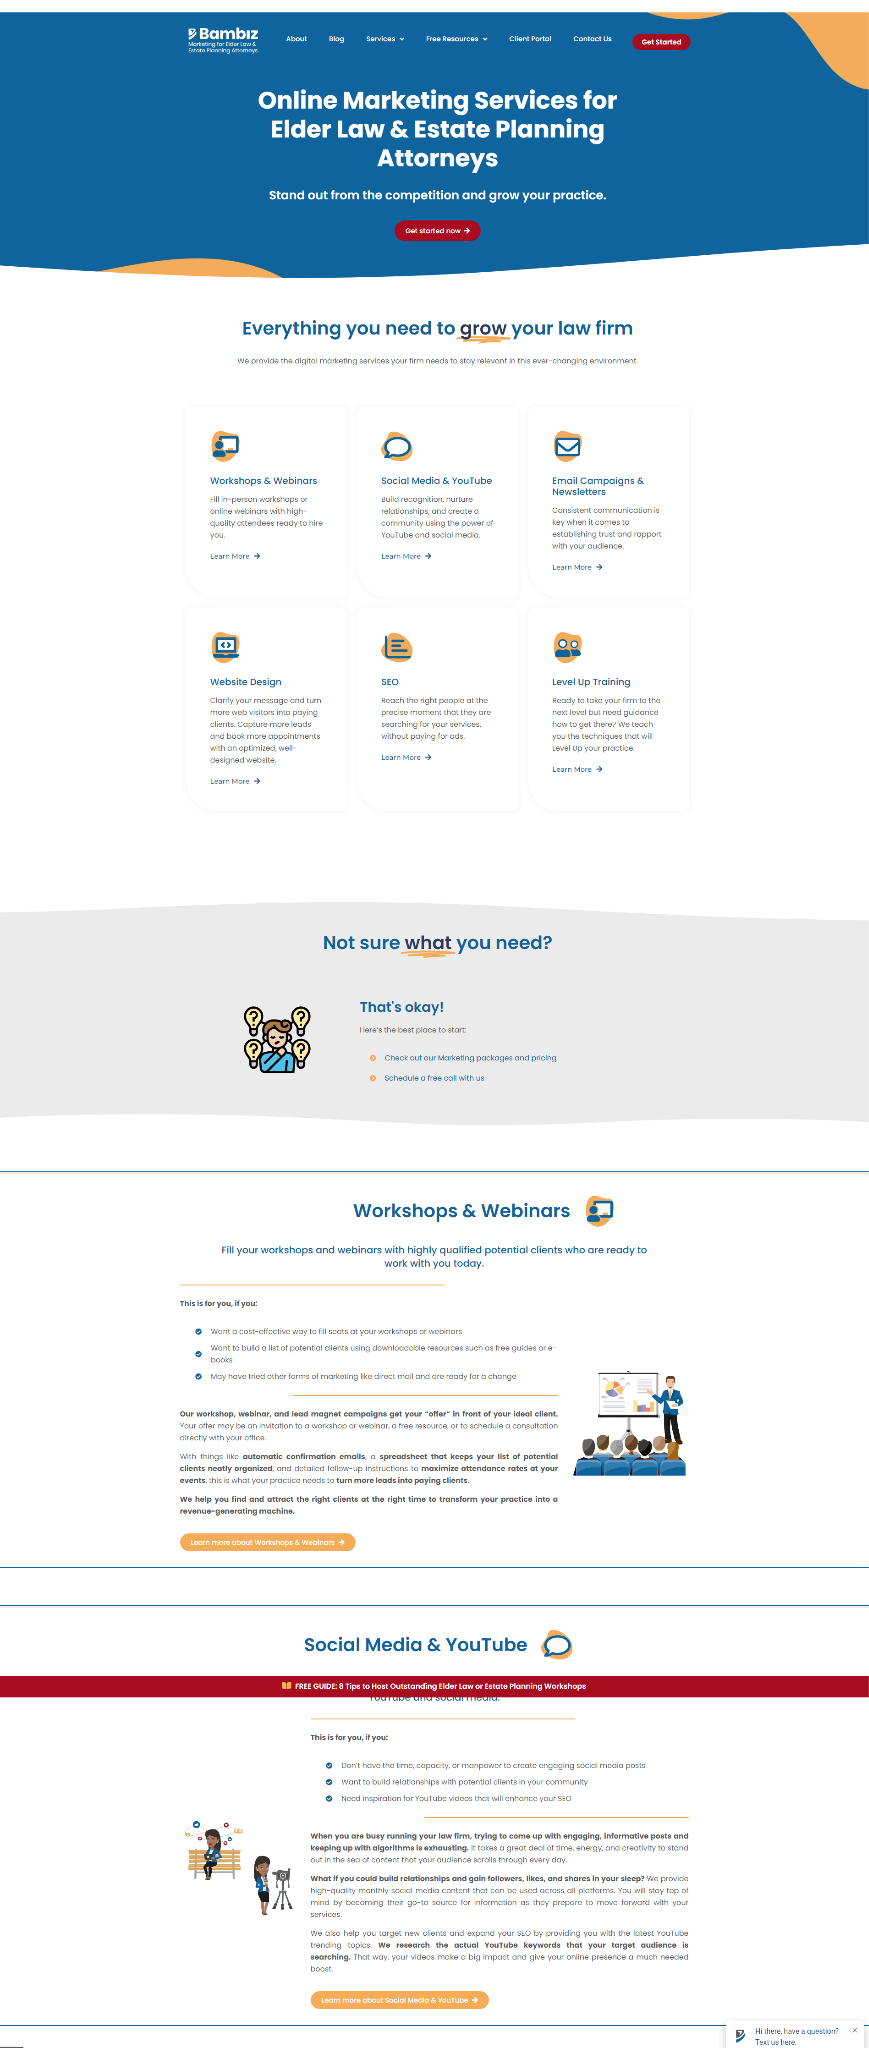 Bambiz
Marketing for Elder Law &
Estate Planning Attorneys
About
Blog
Services
Free Resources
Client Portal
Contact Us
Get Started
Online Marketing Services for
Elder Law & Estate Planning
Attorneys
Stand out from the competition and grow your practice.
Get started now
Everything you need to grow your law firm
We provide the digital marketing services your firm needs to stay relevant in this ever-changing environment.
Workshops & Webinars
Fill in-person workshops or
online webinars with high-
quality attendees ready to hire
you.
Learn More
Social Media & YouTube
Build recognition, nurture
relationships, and create a
community using the power of
YouTube and social media.
Learn More
Email Campaigns &
Newsletters
Consistent communication is
key when it comes to
establishing trust and rapport
with your audience.
Learn More
Website Design
Clarify your message and turn
more web visitors into paying
clients. Capture more leads
and book more appointments
with an optimized, well-
designed website.
Learn More
SEO
Reach the right people at the
precise moment that they are
searching for your services,
without paying for ads.
Learn More
Level Up Training
Ready to take your firm to the
next level but need guidance
how to get there? We teach
you the techniques that will
Level Up your practice.
Learn More
Not sure what you need?
That's okay!
Here's the best place to start:
Check out our Marketing packages and pricing
Schedule a free call with us
Workshops & Webinars
Fill your workshops and webinars with highly qualified potential clients who are ready to
work with you today.
This is for you, if you:
Want a cost-effective way to fill seats at your workshops or webinars
Want to build a list of potential clients using downloadable resources such as free guides or e-
books
May have tried other forms of marketing like direct mail and are ready for a change
Our workshop, webinar, and lead magnet campaigns get your “offer” in front of your ideal client.
Your offer may be an invitation to a workshop or webinar, a free resource, or to schedule a consultation
directly with your office.
With things like automatic confirmation emails, a spreadsheet that keeps your list of potential
clients neatly organized, and detailed follow-up instructions to maximize attendance rates at your
events, this is what your practice needs to turn more leads into paying clients.
We help you find and attract the right clients at the right time to transform your practice into a
revenue-generating machine.
Learn more about Workshops & Webinars
Social Media & YouTube
FREE GUIDE: 8 Tips to Host Outstanding Elder Law or Estate Planning Workshops
YouTube and social media.
This is for you, if you:
Don't have the time, capacity, or manpower to create engaging social media posts
Want to build relationships with potential clients in your community
Need inspiration for YouTube videos that will enhance your SEO
When you are busy running your law firm, trying to come up with engaging, informative posts and
keeping up with algorithms is exhausting. It takes a great deal of time, energy, and creativity to stand
out in the sea of content that your audience scrolls through every day.
What if you could build relationships and gain followers, likes, and shares in your sleep? We provide
high-quality monthly social media content that can be used across all platforms. You will stay top of
mind by becoming their go-to source for information as they prepare to move forward with your
services.
We also help you target new clients and expand your SEO by providing you with the latest YouTube
trending topics. We research the actual YouTube keywords that your target audience is
searching. That way, your videos make a big impact and give your online presence a much needed
boost.
Learn more about Social Media & YouTube
Hi there, have a question?
Text us here.